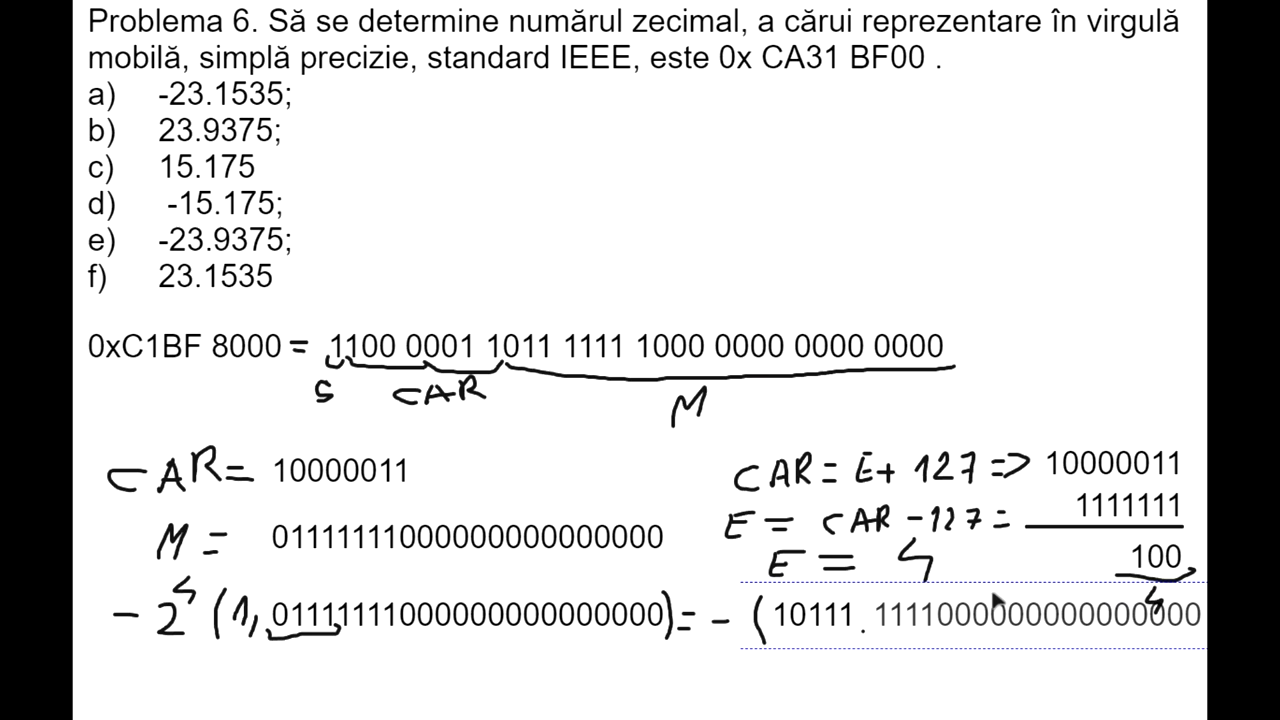 Problema 6. Să se determine numărul zecimal, a cărui reprezentare în virgulă
mobilă, simplă precizie, standard IEEE, este 0x CA31 BF00 .
a) -23.1535;
b) 23.9375;
c) 15.175
d) -15.175;
e) -23.9375;
f) 23.1535
0xC1BF 8000 = 1100 0001 1011 1111 1000 0000 0000 0000
S CAR M
CAR = 10000011
CAR = E + 127 => 10000011
1111111
E = CAR - 127 =
M = 01111111000000000000000
E = 4
100
4
- 2^4 (1, 01111111000000000000000) = - (10111 . 1111000000000000000